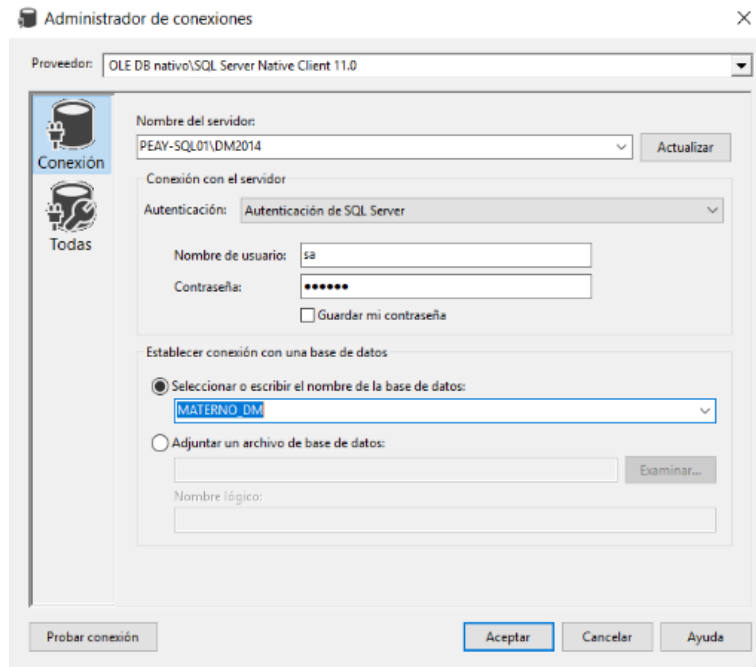 Administrador de conexiones
Proveedor: OLE DB nativo\SQL Server Native Client 11.0
Conexión
Todas
Nombre del servidor:
PEAY-SQL01\DM2014
Actualizar
Conexión con el servidor
Autenticación: Autenticación de SQL Server
Nombre de usuario: sa
Contraseña: ••••••
Guardar mi contraseña
Establecer conexión con una base de datos
Seleccionar o escribir el nombre de la base de datos:
MATERNO_DM
Adjuntar un archivo de base de datos:
Examinar...
Nombre lógico:
Probar conexión
Aceptar
Cancelar
Ayuda